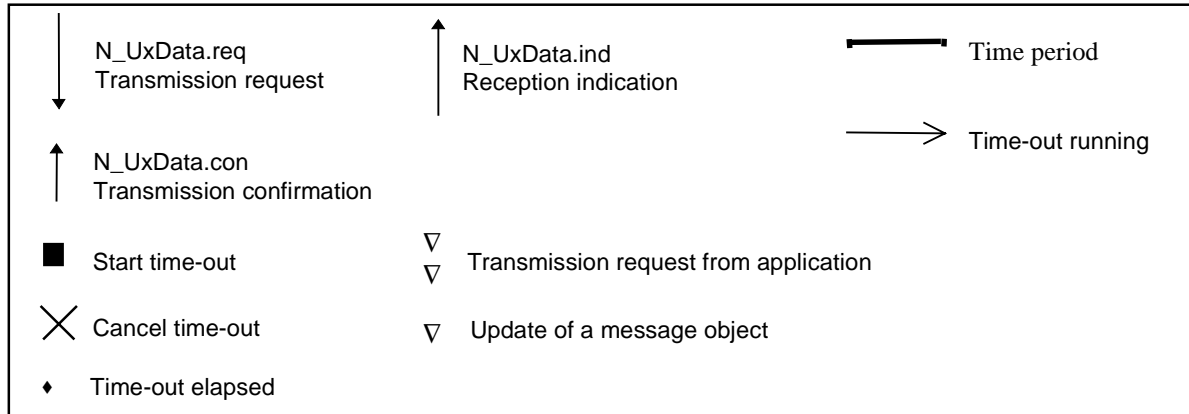 N_UxData.req
Transmission request
N_UxData.ind
Reception indication
Time period
N_UxData.con
Transmission confirmation
Time-out running
Start time-out
Transmission request from application
Cancel time-out
Update of a message object
Time-out elapsed